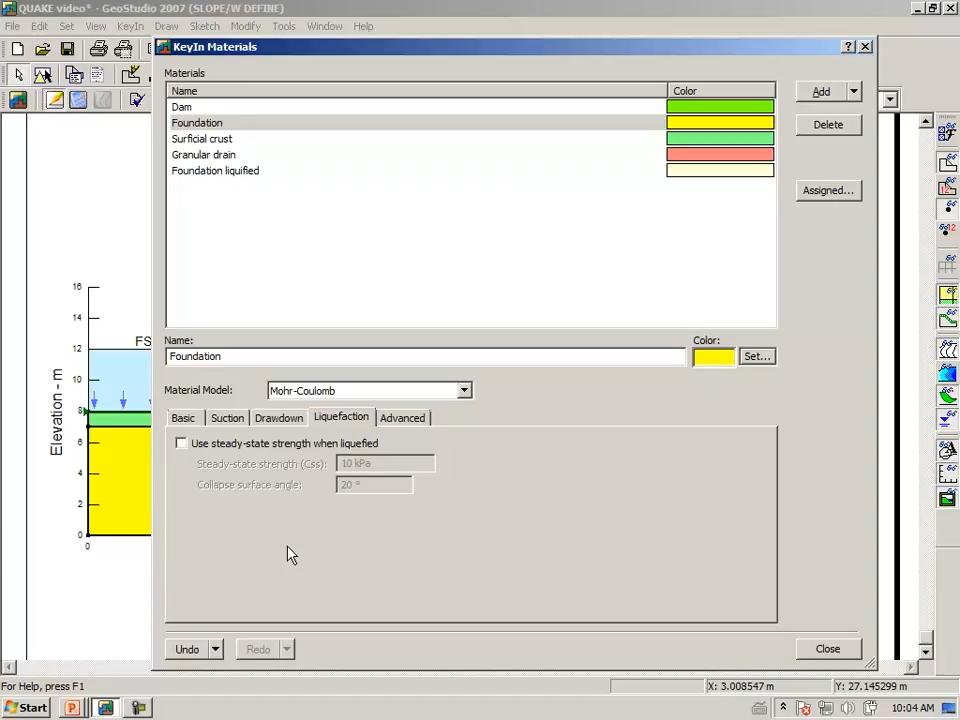 QUAKE video* - GeoStudio 2007 (SLOPE/W DEFINE)
File Edit Set View KeyIn Draw Sketch Modify Tools Window Help
KeyIn Materials
Materials
Name Color
Add
Dam
Foundation
Delete
Surficial crust
Granular drain
Foundation liquified
Assigned...
Name: Color:
Foundation
Set...
Material Model: Mohr-Coulomb
Basic Suction Drawdown Liquefaction Advanced
Use steady-state strength when liquefied
Steady-state strength (Css): 10 kPa
Collapse surface angle: 20 °
Undo Redo Close
16
14
12
FS
10
8
6
4
2
0
0
Elevation - m
12
12
For Help, press F1
X: 3.008547 m Y: 27.145299 m
Start
10:04 AM